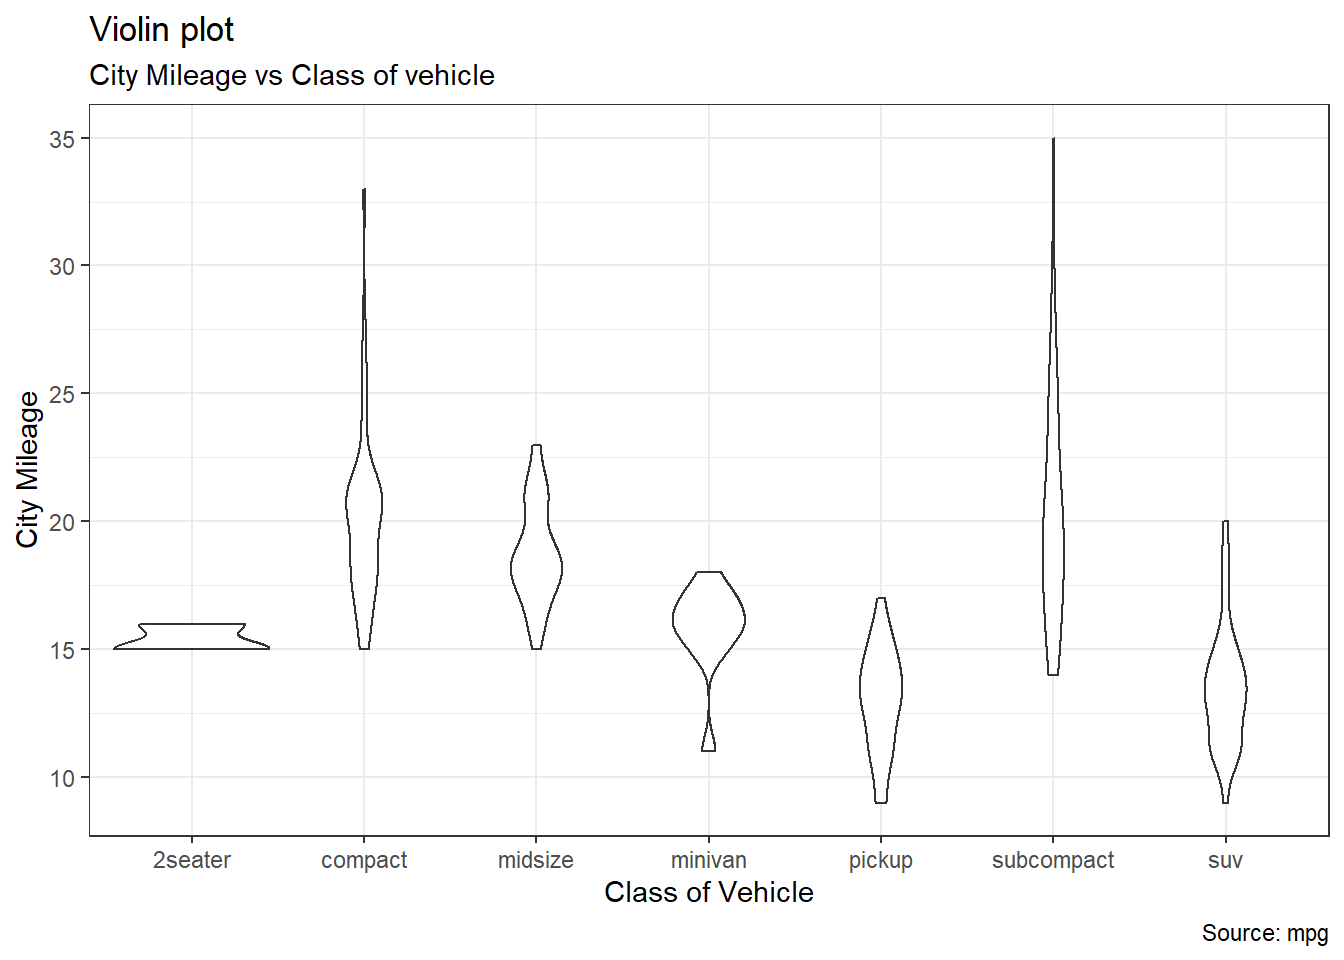 Violin plot
City Mileage vs Class of vehicle
City Mileage
35
30
25
20
15
10
2seater compact midsize minivan pickup subcompact suv
Class of Vehicle
Source: mpg